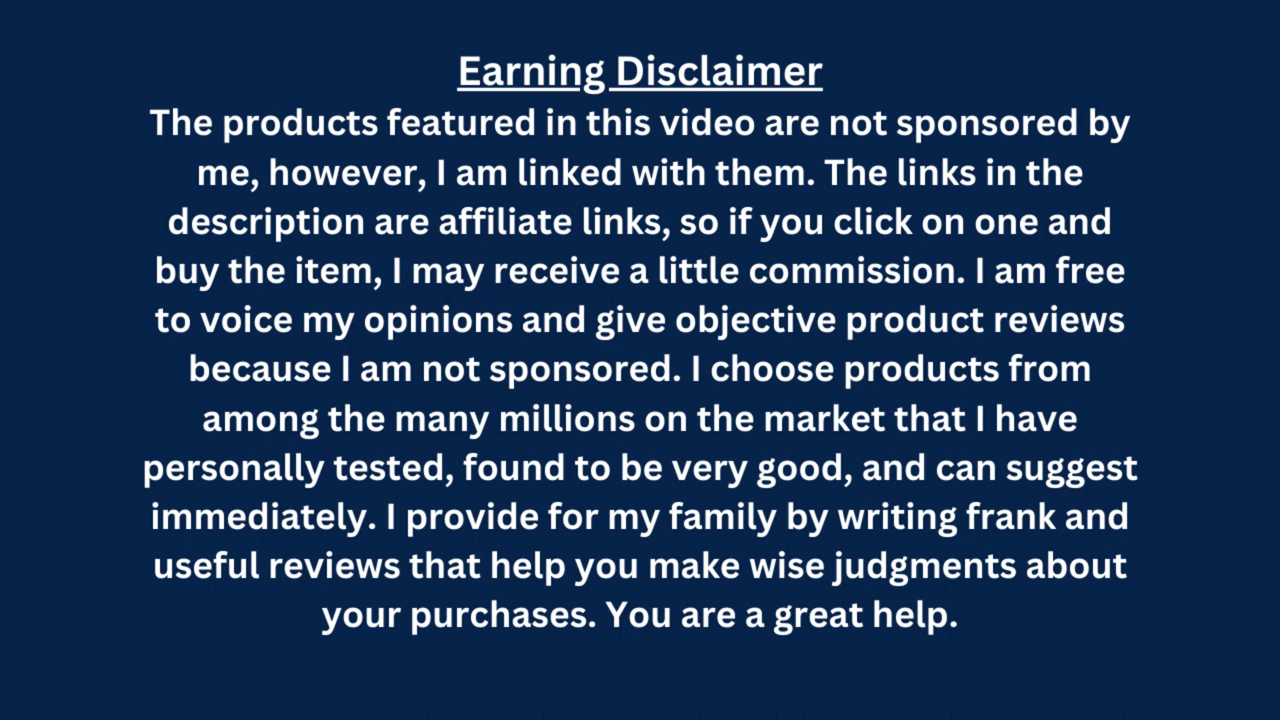 Earning Disclaimer
The products featured in this video are not sponsored by
me, however, I am linked with them. The links in the
description are affiliate links, so if you click on one and
buy the item, I may receive a little commission. I am free
to voice my opinions and give objective product reviews
because I am not sponsored. I choose products from
among the many millions on the market that I have
personally tested, found to be very good, and can suggest
immediately. I provide for my family by writing frank and
useful reviews that help you make wise judgments about
your purchases. You are a great help.